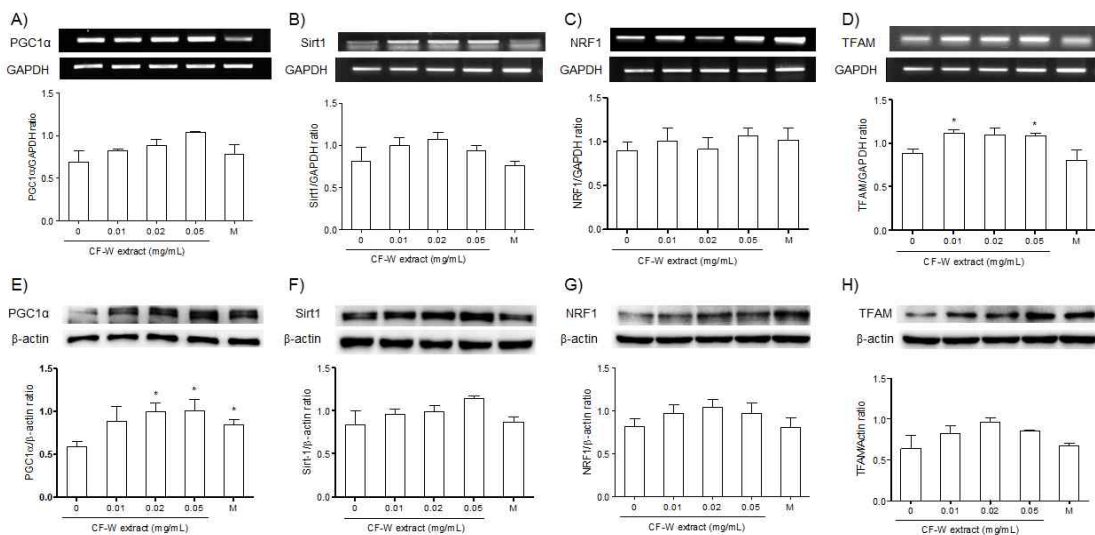 A)
PGC1α
GAPDH
PGC1α/GAPDH ratio
1.5
1.0
0.5
0.0
0 0.01 0.02 0.05 M
CF-W extract (mg/mL)
B)
Sirt1
GAPDH
Sirt1/GAPDH ratio
1.5
1.0
0.5
0.0
0 0.01 0.02 0.05 M
CF-W extract (mg/mL)
C)
NRF1
GAPDH
NRF1/GAPDH ratio
1.5
1.0
0.5
0.0
0 0.01 0.02 0.05 M
CF-W extract (mg/mL)
D)
TFAM
GAPDH
TFAM/GAPDH ratio
1.5
1.0
0.5
0.0
* *
0 0.01 0.02 0.05 M
CF-W extract (mg/mL)
E)
PGC1α
β-actin
PGC1α/β-actin ratio
1.5
1.0
0.5
0.0
* * *
0 0.01 0.02 0.05 M
CF-W extract (mg/mL)
F)
Sirt1
β-actin
Sirt-1/β-actin ratio
1.5
1.0
0.5
0.0
0 0.01 0.02 0.05 M
CF-W extract (mg/mL)
G)
NRF1
β-actin
NRF1/β-actin ratio
1.5
1.0
0.5
0.0
0 0.01 0.02 0.05 M
CF-W extract (mg/mL)
H)
TFAM
β-actin
TFAM/Actin ratio
1.5
1.0
0.5
0.0
0 0.01 0.02 0.05 M
CF-W extract (mg/mL)